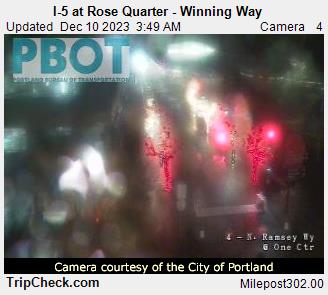 I-5 at Rose Quarter - Winning Way
Updated Dec 10 2023 3:49 AM Camera 4
PBOT
PORTLAND BUREAU OF TRANSPORTATION
4 - N. Ramsey Wy
@ One Ctr
Camera courtesy of the City of Portland
TripCheck.com Milepost302.00